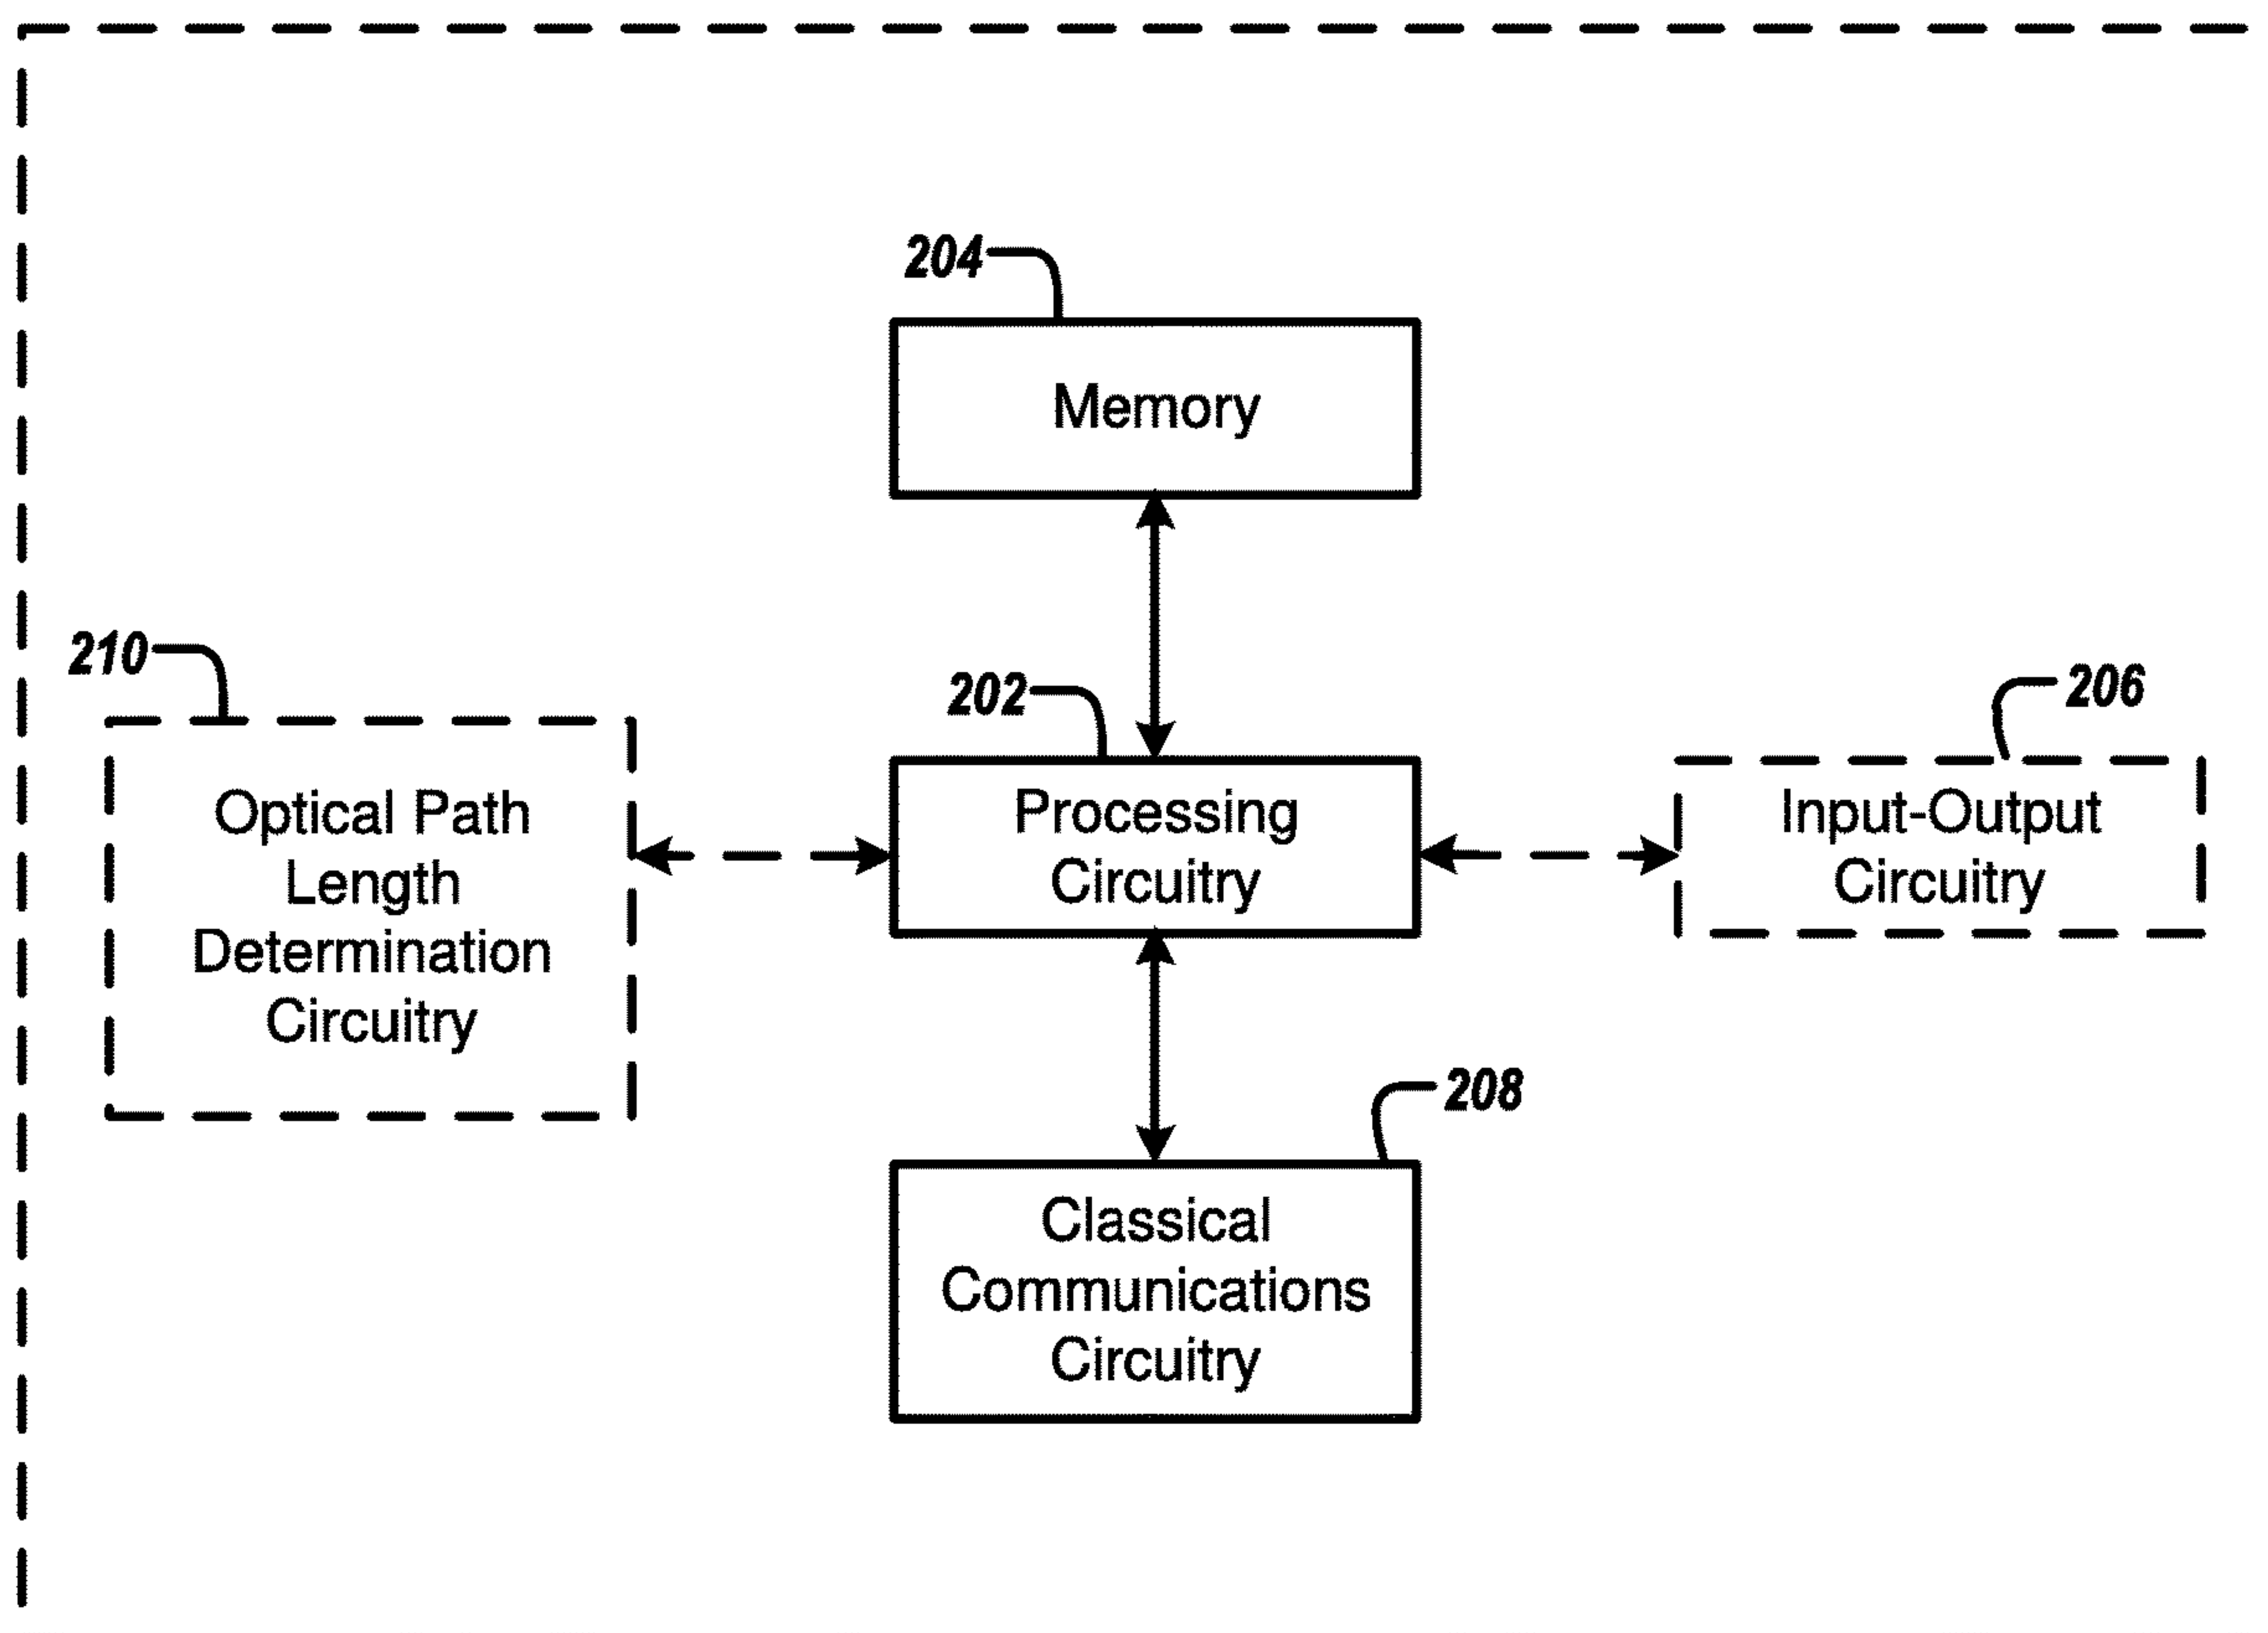 204
Memory
210
202
206
Optical Path
Length
Determination
Circuitry
Processing
Circuitry
Input-Output
Circuitry
208
Classical
Communications
Circuitry